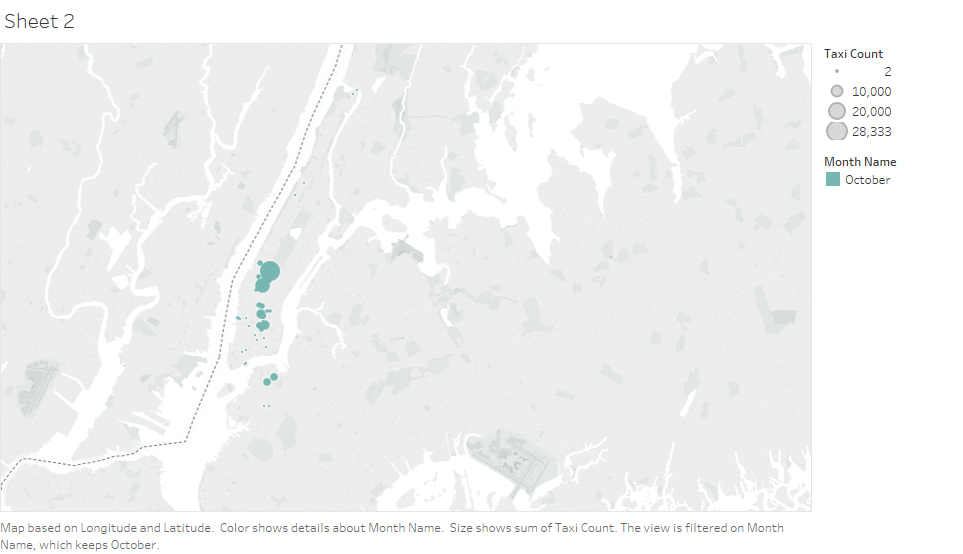 Sheet 2
Taxi Count
2
10,000
20,000
28,333
Month Name
October
Map based on Longitude and Latitude.  Color shows details about Month Name.  Size shows sum of Taxi Count. The view is filtered on Month
Name, which keeps October.